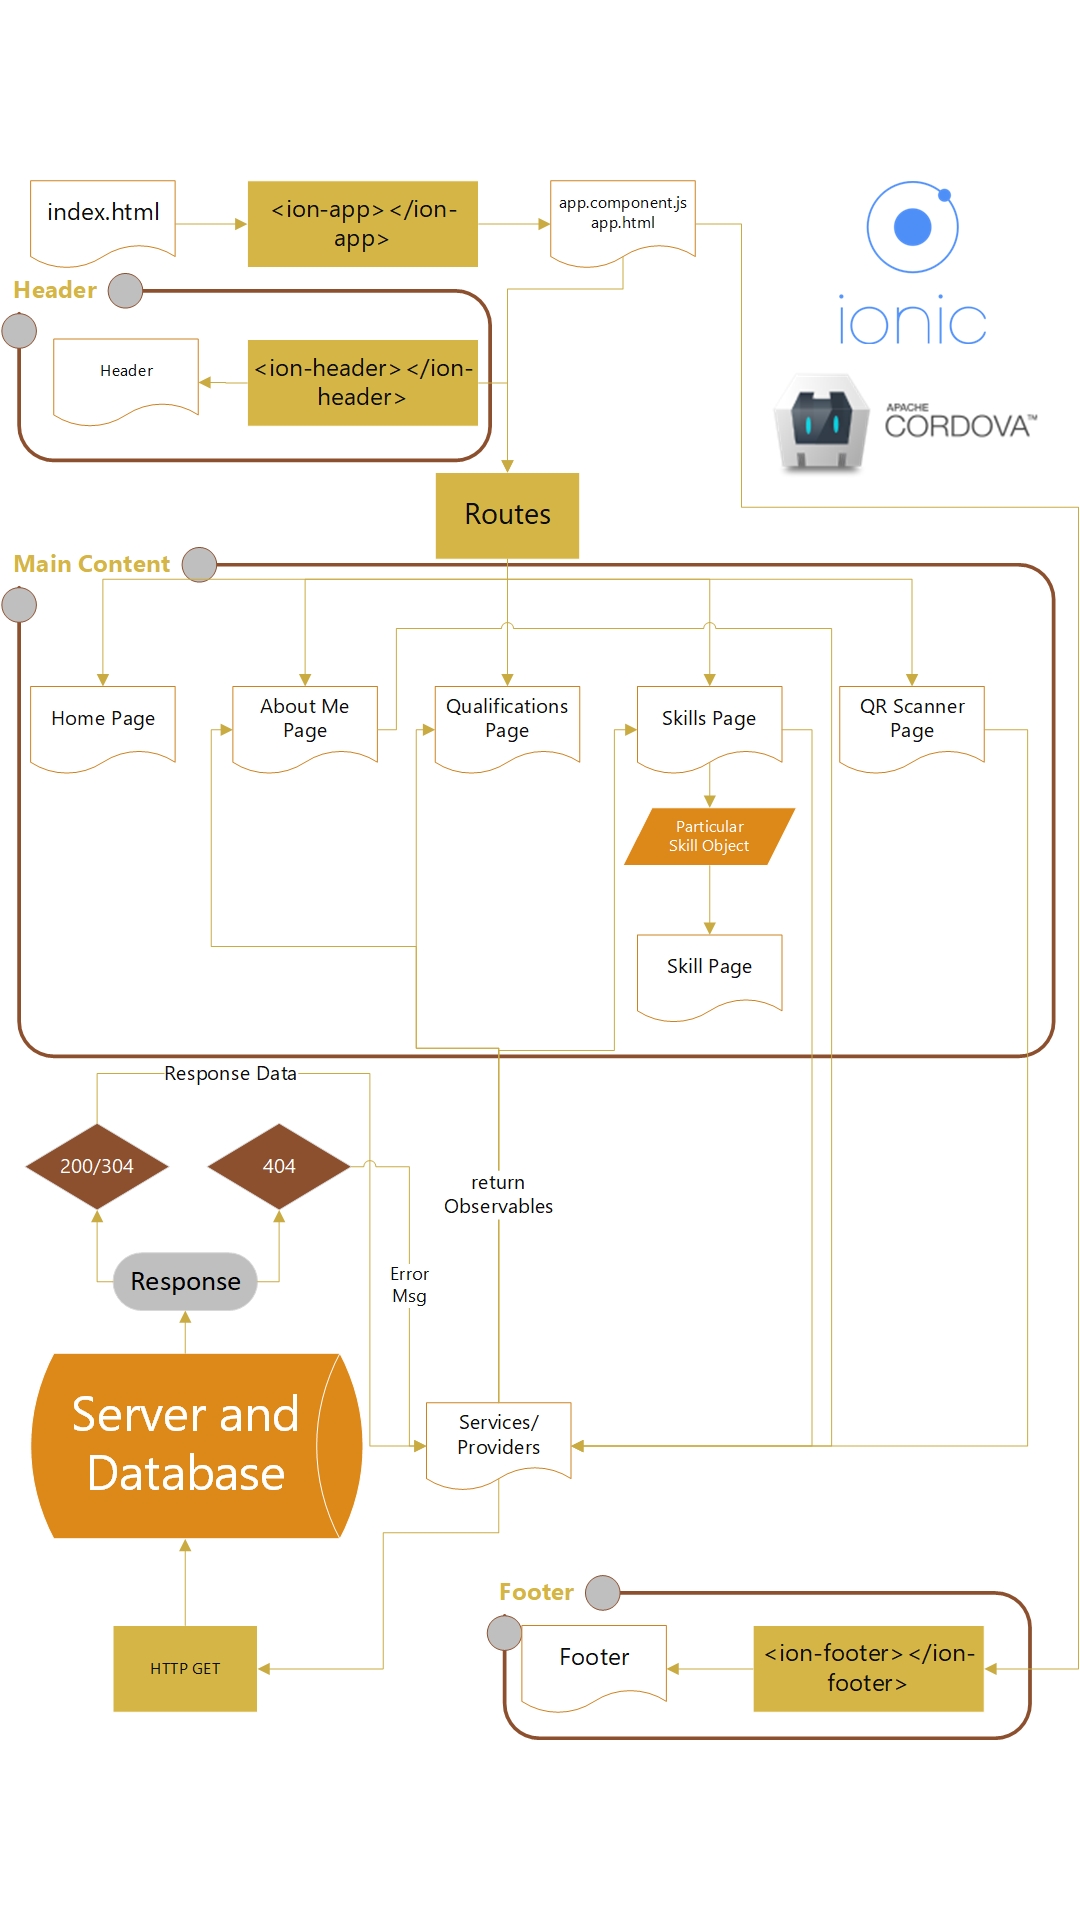 index.html
<ion-app></ion-
app>
app.component.js
app.html
ionic
Header
Header
<ion-header></ion-
header>
APACHE
CORDOVA™
Routes
Main Content
Home Page
About Me
Page
Qualifications
Page
Skills Page
QR Scanner
Page
Particular
Skill Object
Skill Page
Response Data
200/304
404
return
Observables
Response
Error
Msg
Server and
Database
Services/
Providers
HTTP GET
Footer
Footer
<ion-footer></ion-
footer>